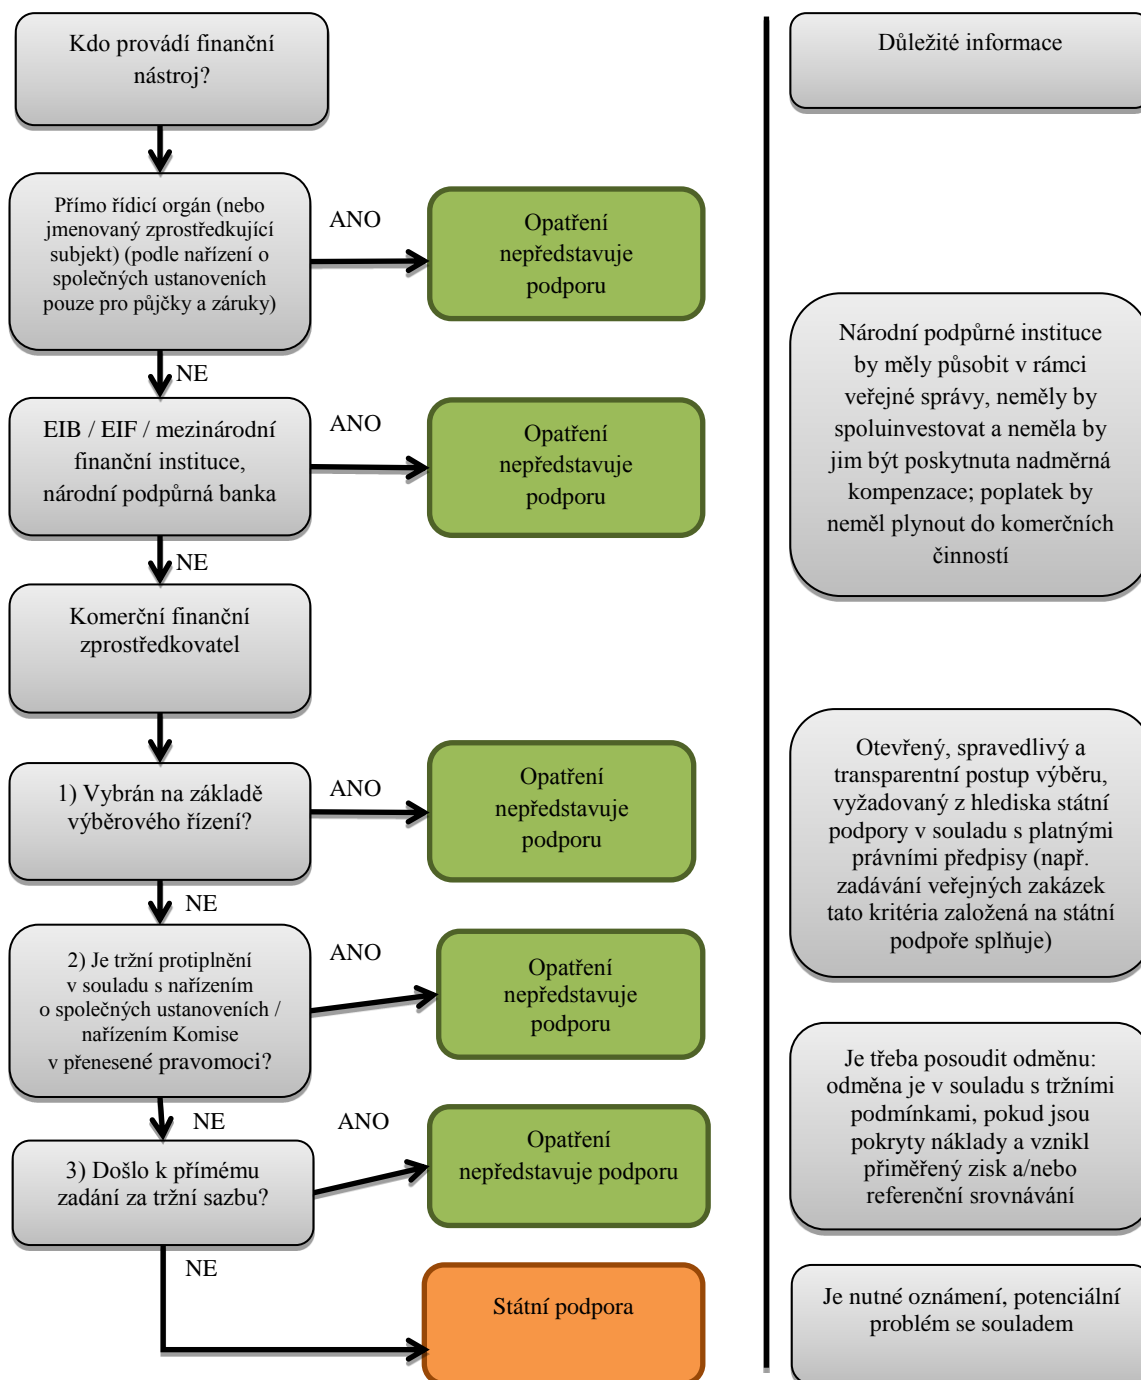 Kdo provádí finanční
nástroj?
Důležité informace
Přímo řídicí orgán (nebo
jmenovaný zprostředkující
subjekt) (podle nařízení o
společných ustanoveních
pouze pro půjčky a záruky)
ANO
Opatření
nepředstavuje
podporu
NE
Národní podpůrné instituce
by měly působit v rámci
veřejné správy, neměly by
spoluinvestovat a neměla by
jim být poskytnuta nadměrná
kompenzace; poplatek by
neměl plynout do komerčních
činností
EIB / EIF / mezinárodní
finanční instituce,
národní podpůrná banka
ANO
Opatření
nepředstavuje
podporu
NE
Komerční finanční
zprostředkovatel
1) Vybrán na základě
výběrového řízení?
ANO
Opatření
nepředstavuje
podporu
Otevřený, spravedlivý a
transparentní postup výběru,
vyžadovaný z hlediska státní
podpory v souladu s platnými
právními předpisy (např.
zadávání veřejných zakázek
tato kritéria založená na státní
podpoře splňuje)
NE
2) Je tržní protiplnění
v souladu s nařízením
o společných ustanoveních /
nařízením Komise
v přenesené pravomoci?
ANO
Opatření
nepředstavuje
podporu
NE
Je třeba posoudit odměnu:
odměna je v souladu s tržními
podmínkami, pokud jsou
pokryty náklady a vznikl
přiměřený zisk a/nebo
referenční srovnávání
3) Došlo k přímému
zadání za tržní sazbu?
ANO
Opatření
nepředstavuje podporu
NE
Státní podpora
Je nutné oznámení, potenciální
problém se souladem